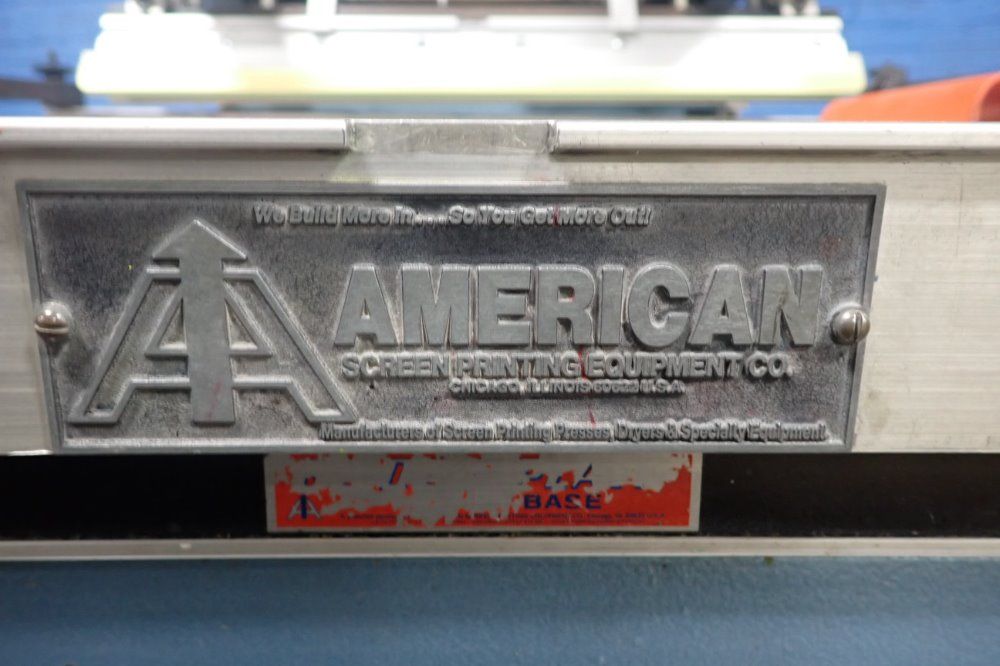 We Build More In.....So You Get More Out!
AMERICAN
SCREEN PRINTING EQUIPMENT CO.
CHICAGO, ILLINOIS 60622 U.S.A.
Manufacturers of Screen Printing Presses, Dryers & Specialty Equipment
BASE